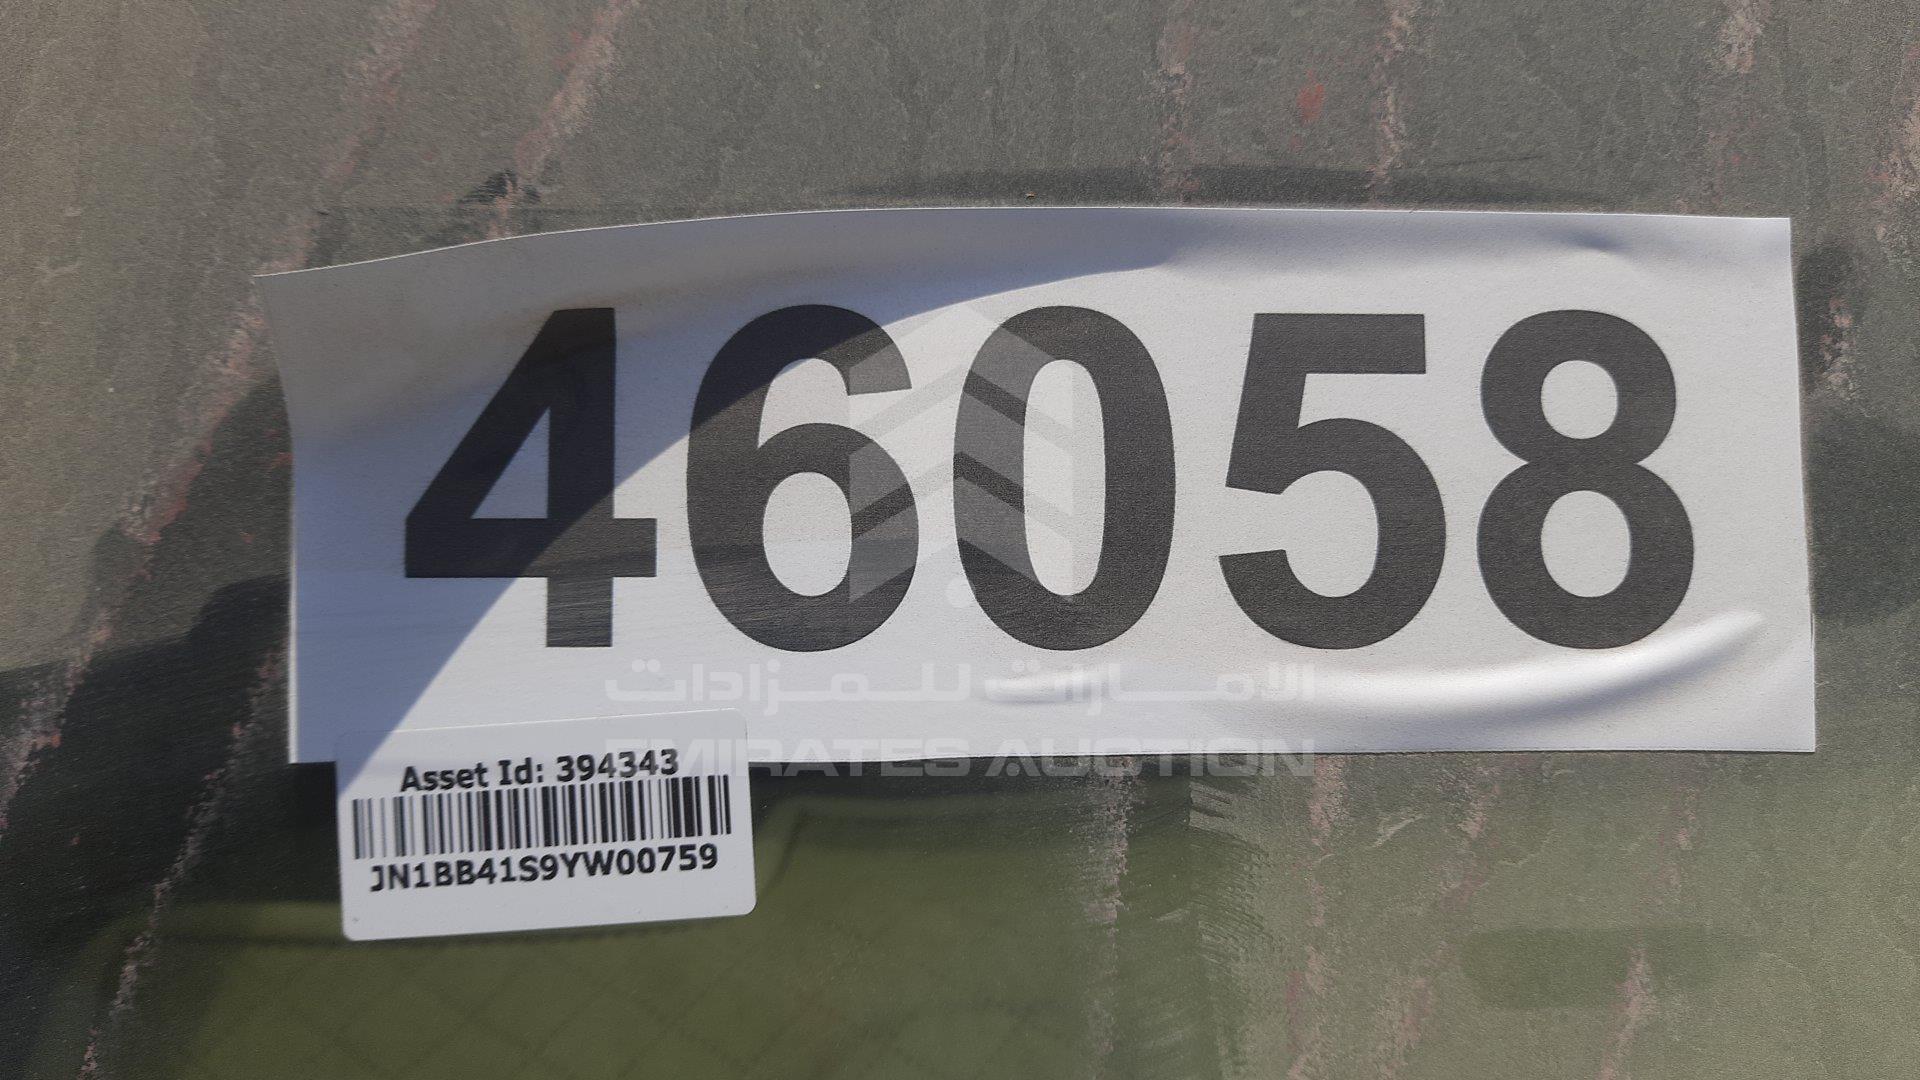 46058
الامارات للمزادات
EMIRATES AUCTION
Asset Id: 394343
JN1BB41S9YW00759